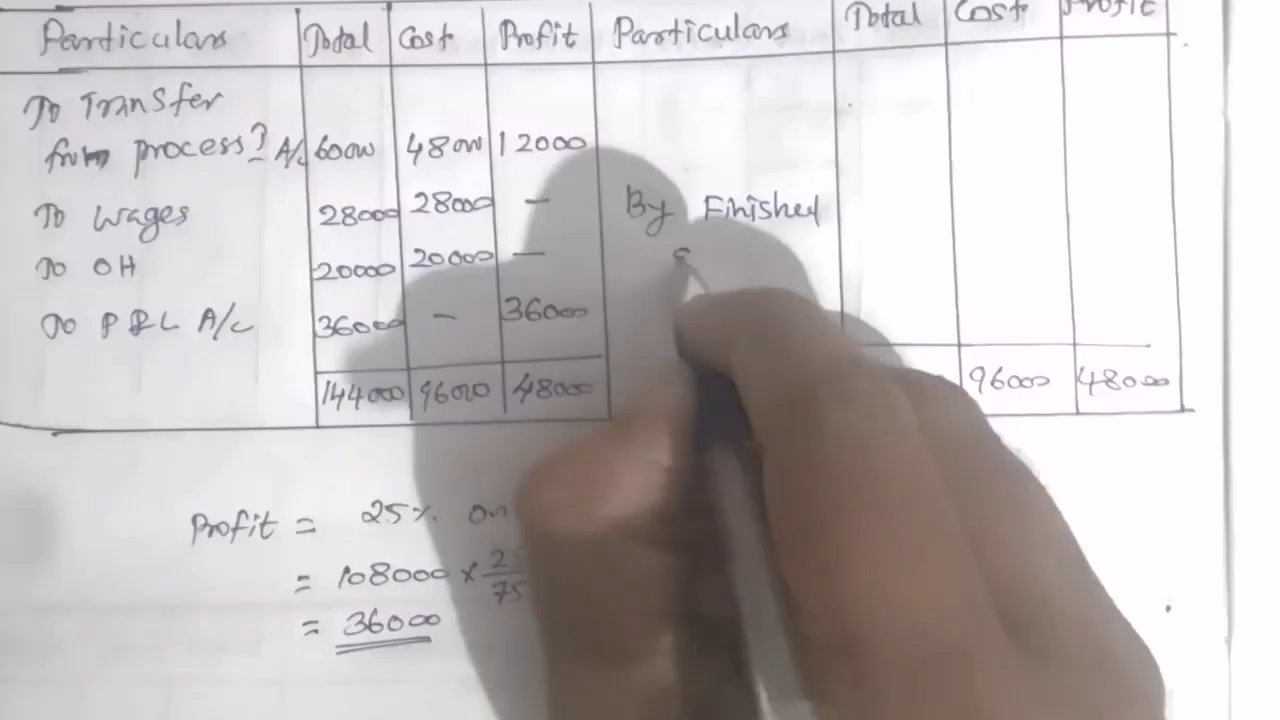 Particulars Total Cost Profit Particulars Total Cost Profit
To Transfer
from process I A/c 60000 48000 12000
To Wages 28000 28000 - By Finished
To OH 20000 20000 -
To P&L A/c 36000 - 36000
144000 96000 48000 96000 48000
Profit = 25% on
= 108000 × 25/75
= 36000